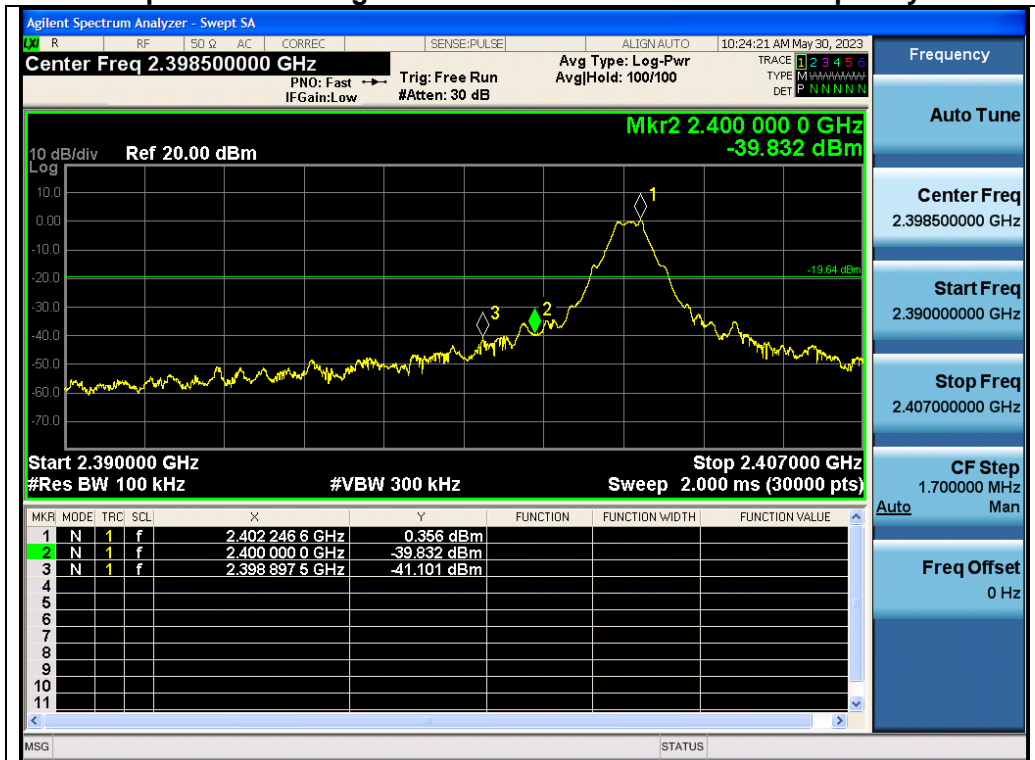 Agilent Spectrum Analyzer - Swept SA
LXI R RF 50 Ω AC CORREC SENSE:PULSE ALIGN AUTO 10:24:21 AM May 30, 2023
Center Freq 2.398500000 GHz
PNO: Fast
IFGain:Low
Trig: Free Run
#Atten: 30 dB
Avg Type: Log-Pwr
Avg|Hold: 100/100
TRACE 1 2 3 4 5 6
TYPE M
DET P N N N N N
Mkr2 2.400 000 0 GHz
-39.832 dBm
10 dB/div Ref 20.00 dBm
Log
10.0
0.00
-10.0
-20.0
-30.0
-40.0
-50.0
-60.0
-70.0
1
2
3
-19.64 dBm
Start 2.390000 GHz Stop 2.407000 GHz
#Res BW 100 kHz #VBW 300 kHz Sweep 2.000 ms (30000 pts)
MKR MODE TRC SCL X Y FUNCTION FUNCTION WIDTH FUNCTION VALUE
1 N 1 f 2.402 246 6 GHz 0.356 dBm
2 N 1 f 2.400 000 0 GHz -39.832 dBm
3 N 1 f 2.398 897 5 GHz -41.101 dBm
4
5
6
7
8
9
10
11
MSG STATUS
Frequency
Auto Tune
Center Freq
2.398500000 GHz
Start Freq
2.390000000 GHz
Stop Freq
2.407000000 GHz
CF Step
1.700000 MHz
Auto Man
Freq Offset
0 Hz